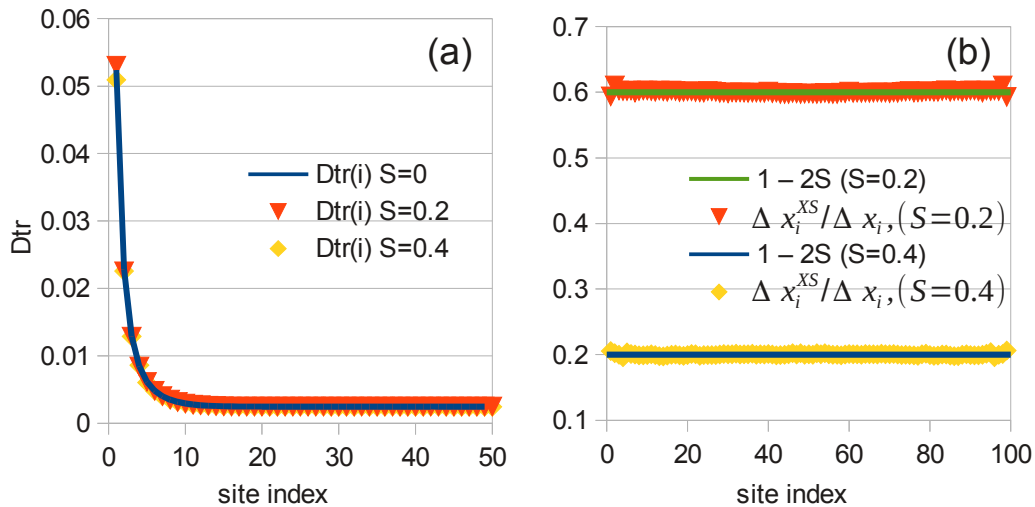 (a)
0.06
0.05
0.04
0.03
0.02
0.01
0
Dtr
Dtr(i) S=0
Dtr(i) S=0.2
Dtr(i) S=0.4
0 10 20 30 40 50
site index
(b)
0.7
0.6
0.5
0.4
0.3
0.2
0.1
1 – 2S (S=0.2)
Δ x_i^{XS}/Δ x_i, (S=0.2)
1 – 2S (S=0.4)
Δ x_i^{XS}/Δ x_i, (S=0.4)
0 20 40 60 80 100
site index